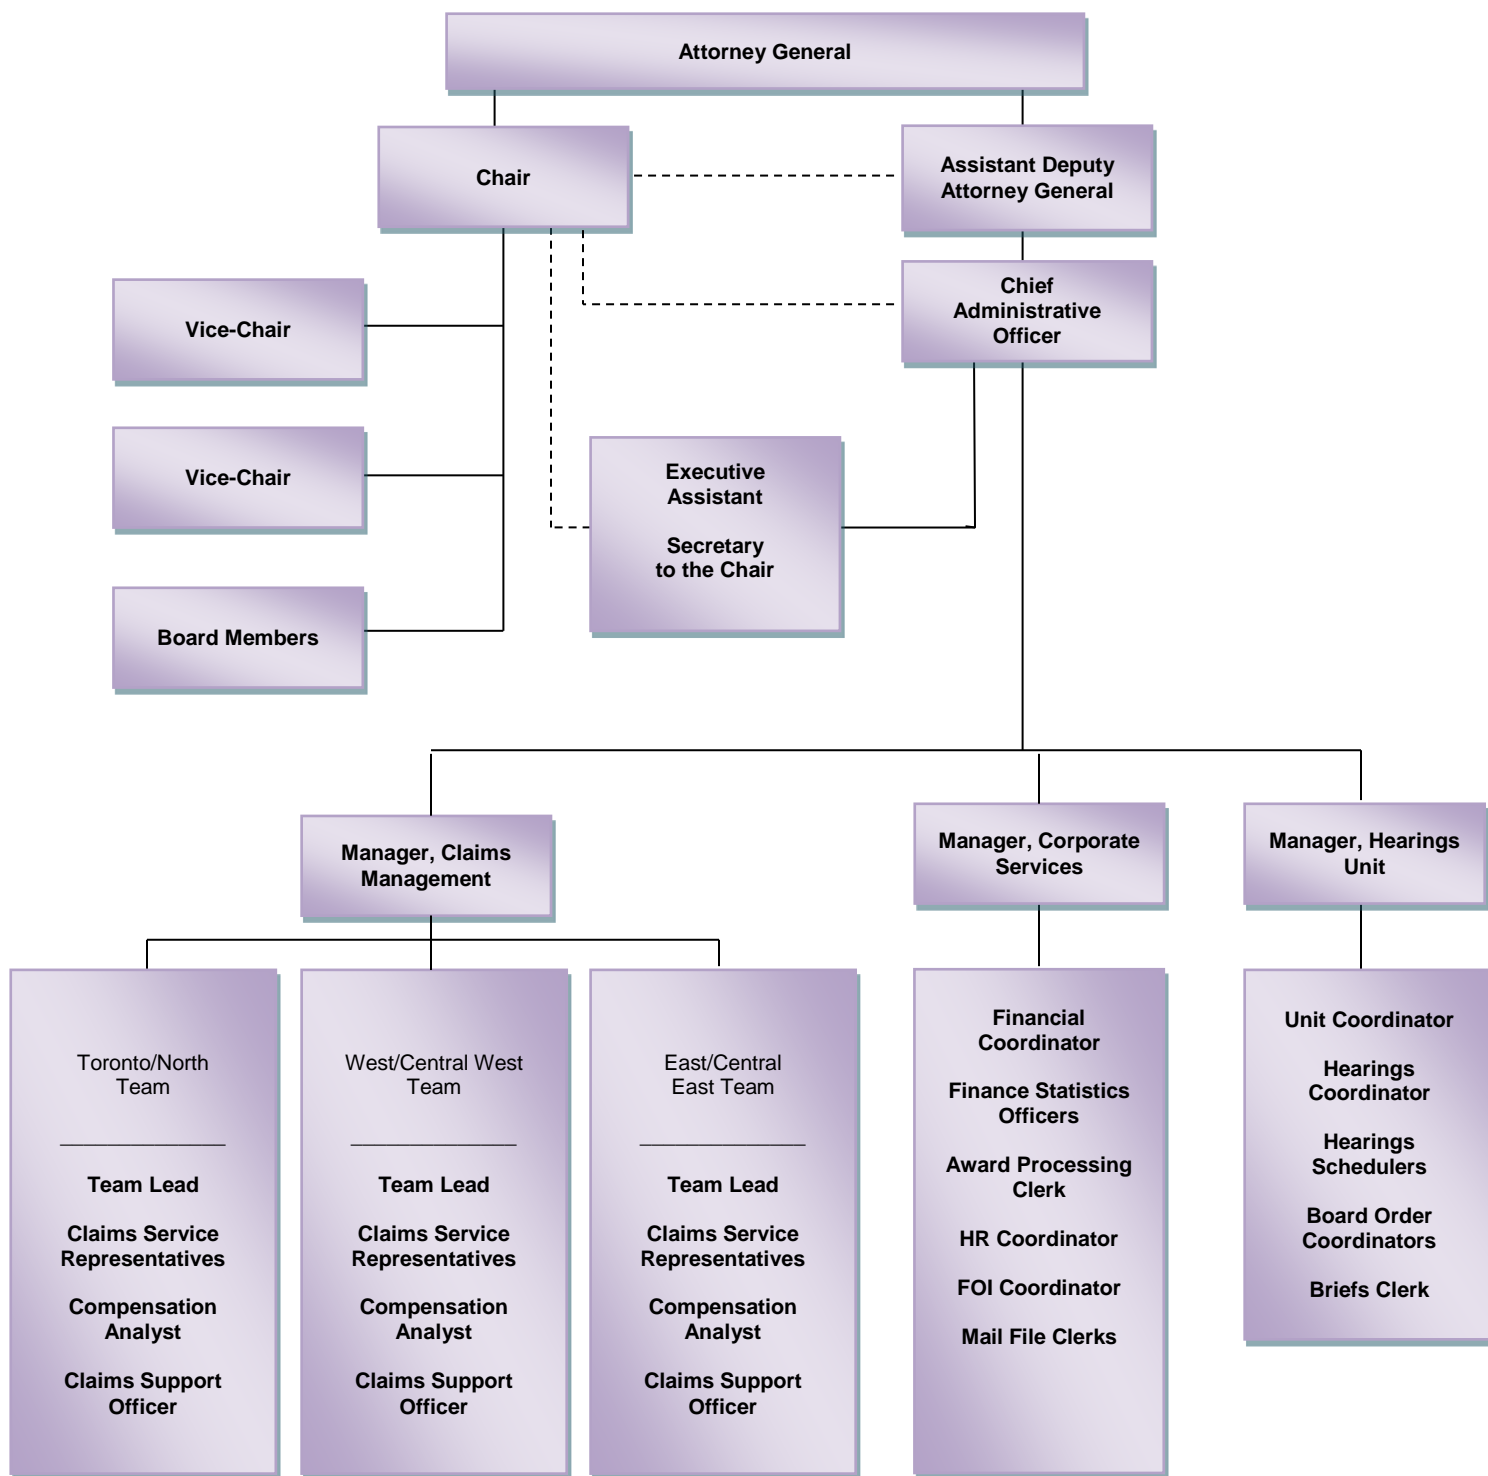 Attorney General
Chair
Assistant Deputy
Attorney General
Chief
Administrative
Officer
Vice-Chair
Vice-Chair
Executive
Assistant
Secretary
to the Chair
Board Members
Manager, Claims
Management
Manager, Corporate
Services
Manager, Hearings
Unit
Toronto/North
Team
Team Lead
Claims Service
Representatives
Compensation
Analyst
Claims Support
Officer
West/Central West
Team
Team Lead
Claims Service
Representatives
Compensation
Analyst
Claims Support
Officer
East/Central
East Team
Team Lead
Claims Service
Representatives
Compensation
Analyst
Claims Support
Officer
Financial
Coordinator
Finance Statistics
Officers
Award Processing
Clerk
HR Coordinator
FOI Coordinator
Mail File Clerks
Unit Coordinator
Hearings
Coordinator
Hearings
Schedulers
Board Order
Coordinators
Briefs Clerk